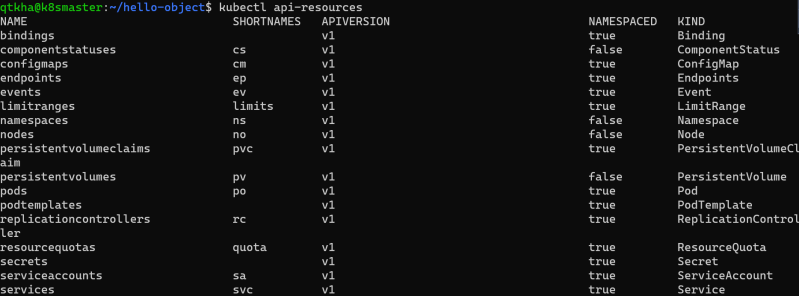 qtkha@k8smaster:~/hello-object$ kubectl api-resources
NAME SHORTNAMES APIVERSION NAMESPACED KIND
bindings v1 true Binding
componentstatuses cs v1 false ComponentStatus
configmaps cm v1 true ConfigMap
endpoints ep v1 true Endpoints
events ev v1 true Event
limitranges limits v1 true LimitRange
namespaces ns v1 false Namespace
nodes no v1 false Node
persistentvolumeclaims pvc v1 true PersistentVolumeCl
aim
persistentvolumes pv v1 false PersistentVolume
pods po v1 true Pod
podtemplates v1 true PodTemplate
replicationcontrollers rc v1 true ReplicationControl
ler
resourcequotas quota v1 true ResourceQuota
secrets v1 true Secret
serviceaccounts sa v1 true ServiceAccount
services svc v1 true Service